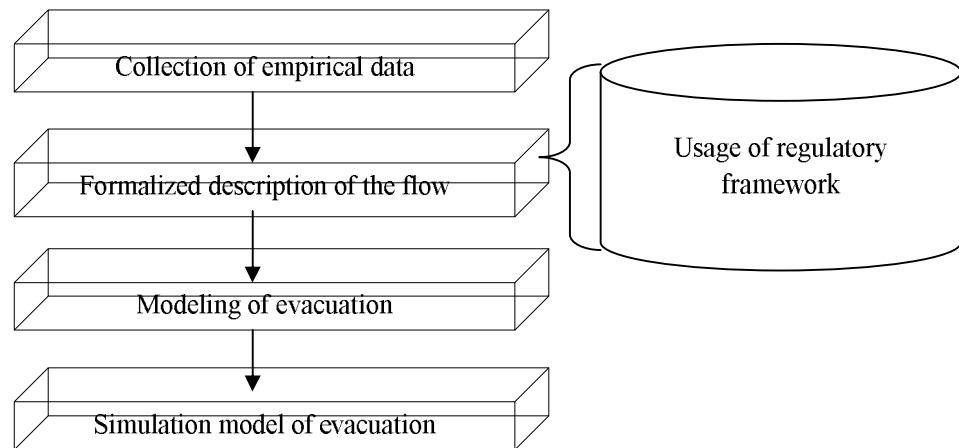 Collection of empirical data
Formalized description of the flow
Usage of regulatory
framework
Modeling of evacuation
Simulation model of evacuation